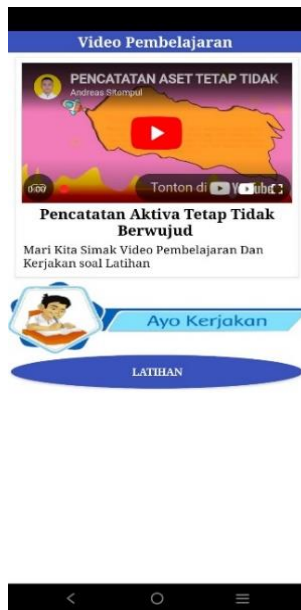 Video Pembelajaran
PENCATATAN ASET TETAP TIDAK
Andreas Sitompul
0:00
Tonton di YouTube
Pencatatan Aktiva Tetap Tidak
Berwujud
Mari Kita Simak Video Pembelajaran Dan
Kerjakan soal Latihan
Ayo Kerjakan
LATIHAN